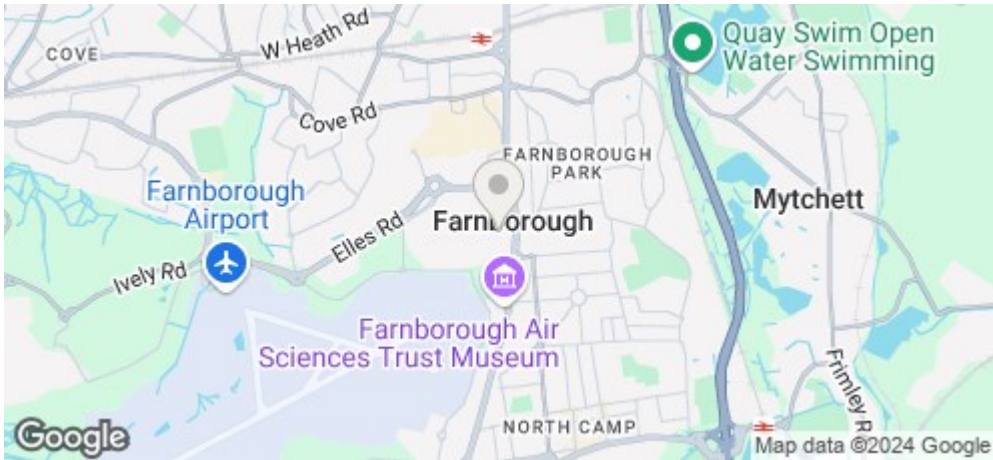 W Heath Rd
COVE
Quay Swim Open
Water Swimming
Cove Rd
FARNBOROUGH
PARK
Farnborough
Airport
Mytchett
Farnborough
Elles Rd
Ively Rd
Farnborough Air
Sciences Trust Museum
Frimley R
NORTH CAMP
Google
Map data ©2024 Google